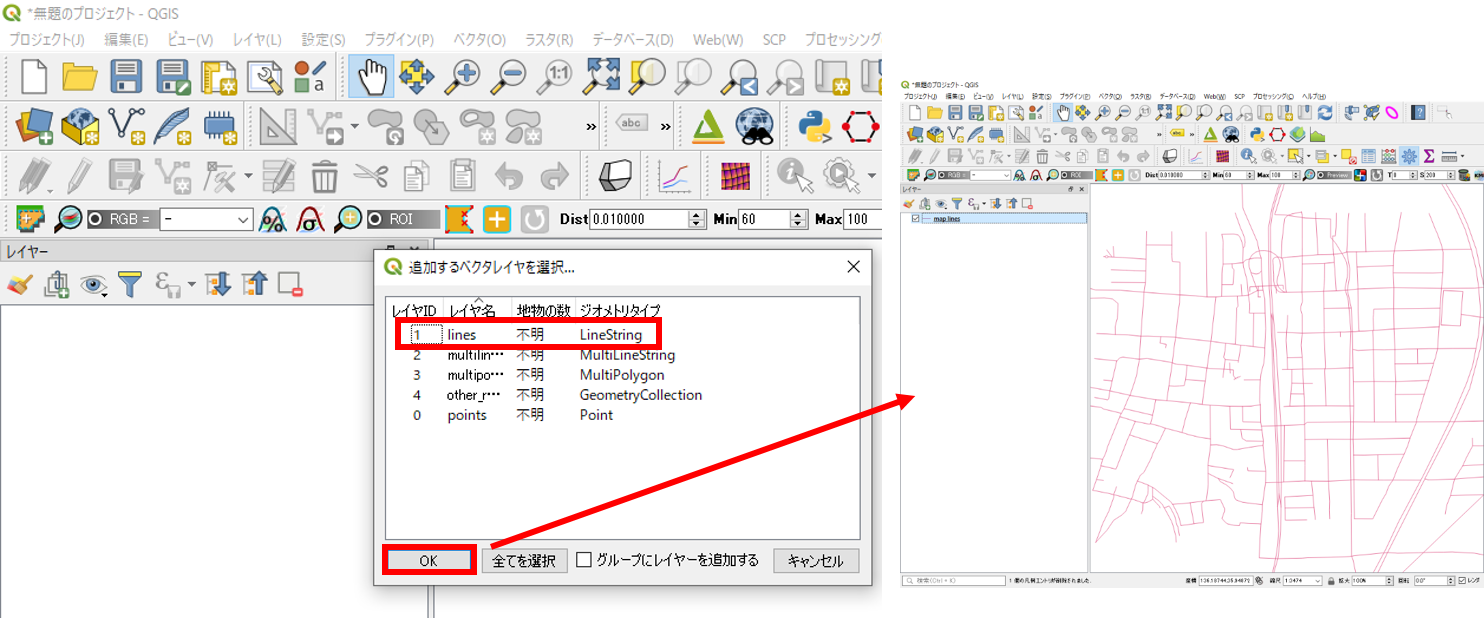 *無題のプロジェクト - QGIS
プロジェクト(J) 編集(E) ビュー(V) レイヤ(L) 設定(S) プラグイン(P) ベクタ(O) ラスタ(R) データベース(D) Web(W) SCP プロセッシング
1:1
a
abc
RGB = - ROI Dist 0.010000 Min 60 Max 100
レイヤー
追加するベクタレイヤを選択...
レイヤID レイヤ名 地物の数 ジオメトリタイプ
1 lines 不明 LineString
2 multilin… 不明 MultiLineString
3 multipo… 不明 MultiPolygon
4 other_r… 不明 GeometryCollection
0 points 不明 Point
OK 全てを選択 グループにレイヤーを追加する キャンセル
*無題のプロジェクト - QGIS
プロジェクト(J) 編集(E) ビュー(V) レイヤ(L) 設定(S) プラグイン(P) ベクタ(O) ラスタ(R) データベース(D) Web(W) SCP プロセッシング(C) ヘルプ(H)
abc
RGB = - ROI Dist 0.010000 Min 60 Max 100 Preview T 0 S 200
レイヤー
map lines
検索(Ctrl + K) 1 個の凡例エントリが削除されました. 座標 縮尺 1:3474 拡大 100% 回転 0.0° レンダ